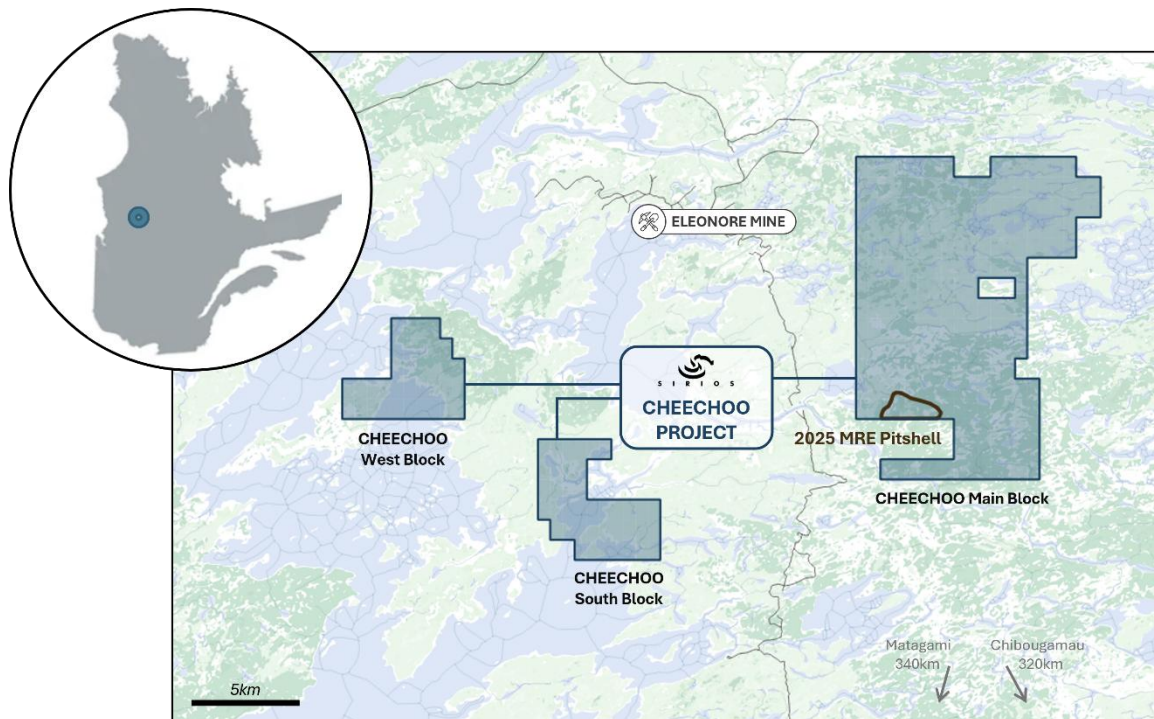 ELEONORE MINE
SIRIOS
CHEECHOO
PROJECT
2025 MRE Pitshell
CHEECHOO
West Block
CHEECHOO Main Block
CHEECHOO
South Block
Matagami
340km
Chibougamau
320km
5km